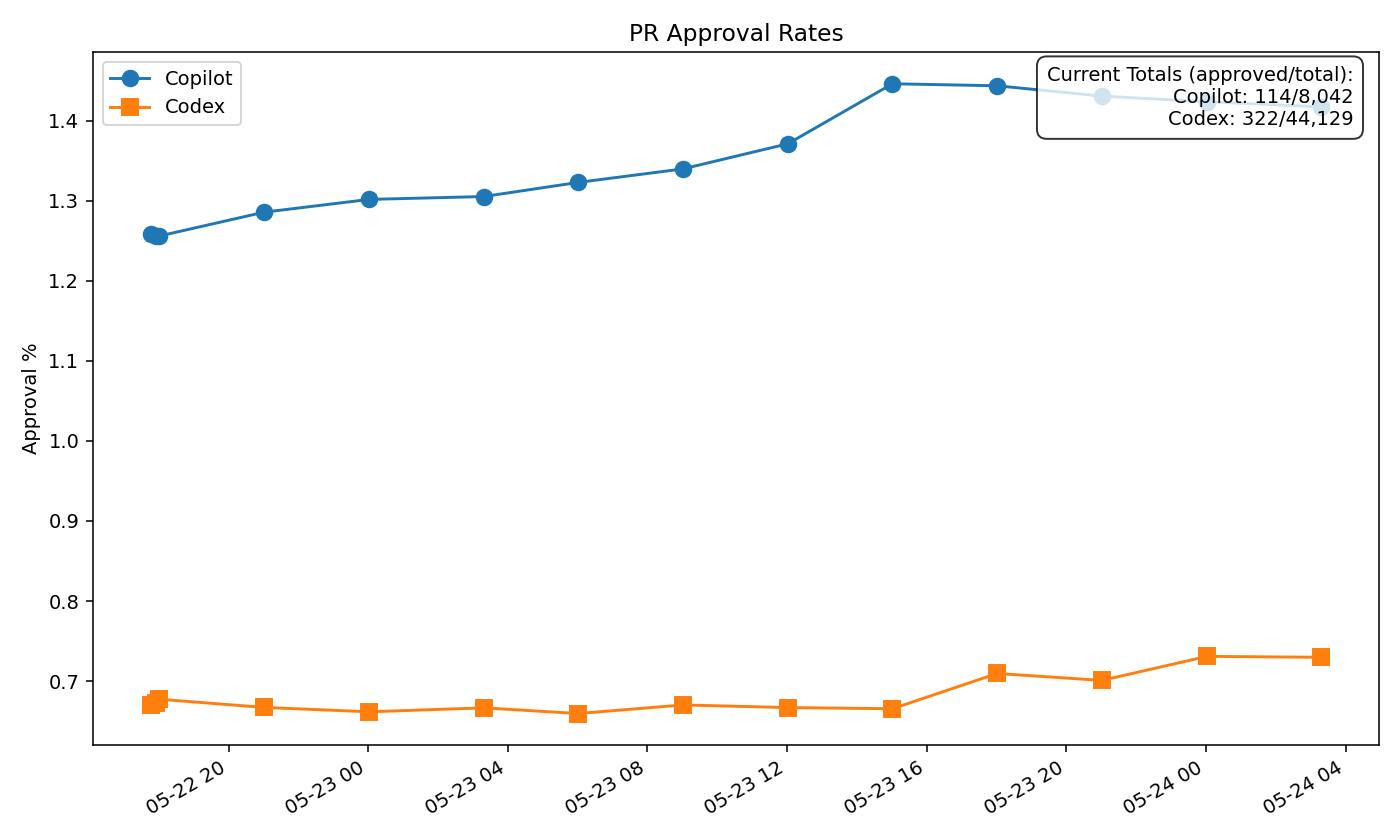 PR Approval Rates
Copilot
Codex
Current Totals (approved/total):
Copilot: 114/8,042
Codex: 322/44,129
Approval %
1.4
1.3
1.2
1.1
1.0
0.9
0.8
0.7
05-22 20
05-23 00
05-23 04
05-23 08
05-23 12
05-23 16
05-23 20
05-24 00
05-24 04